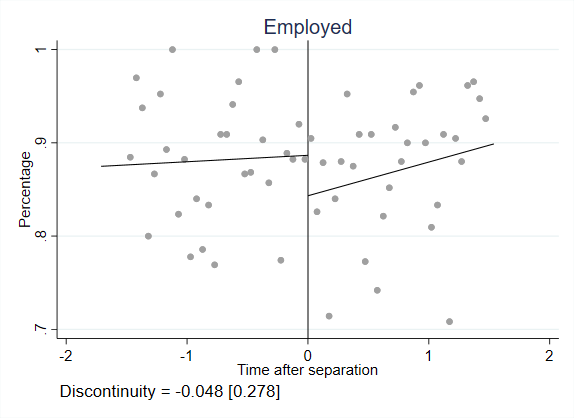 Employed
Percentage
1
.9
.8
.7
-2 -1 0 1 2
Time after separation
Discontinuity = -0.048 [0.278]